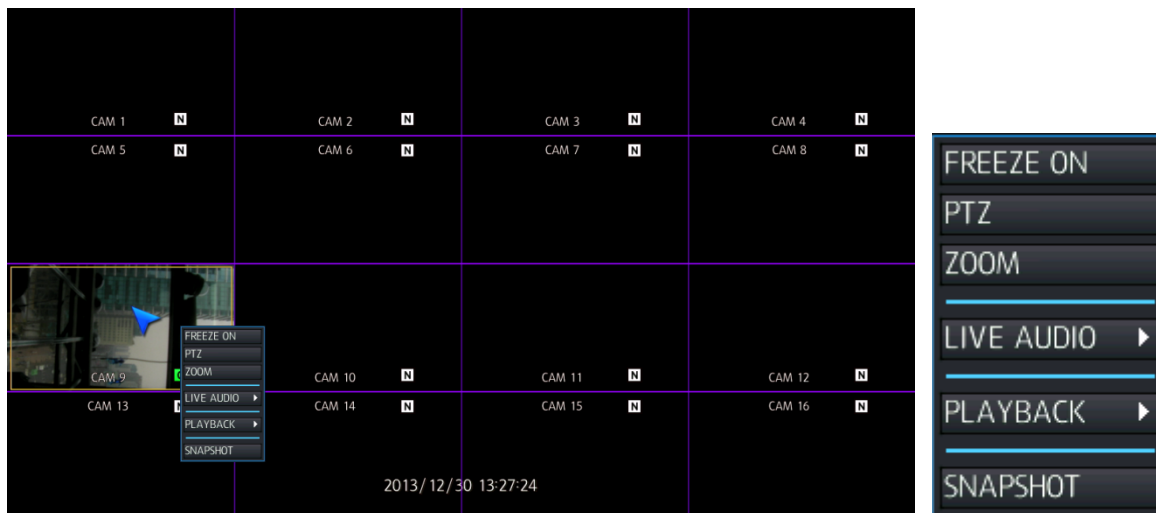 CAM 1 N CAM 2 N CAM 3 N CAM 4 N
CAM 5 N CAM 6 N CAM 7 N CAM 8 N
FREEZE ON
PTZ
ZOOM
LIVE AUDIO
PLAYBACK
SNAPSHOT
CAM 9 CAM 10 N CAM 11 N CAM 12 N
CAM 13 CAM 14 N CAM 15 N CAM 16 N
2013/12/30 13:27:24
FREEZE ON
PTZ
ZOOM
LIVE AUDIO
PLAYBACK
SNAPSHOT